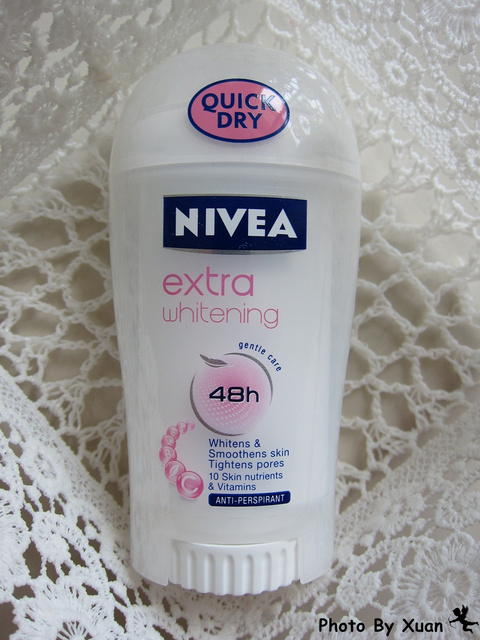 QUICK
DRY
NIVEA
extra
whitening
gentle care
48h
Whitens &
Smoothens skin
Tightens pores
10 Skin nutrients
& Vitamins
C
ANTI-PERSPIRANT
Photo By Xuan